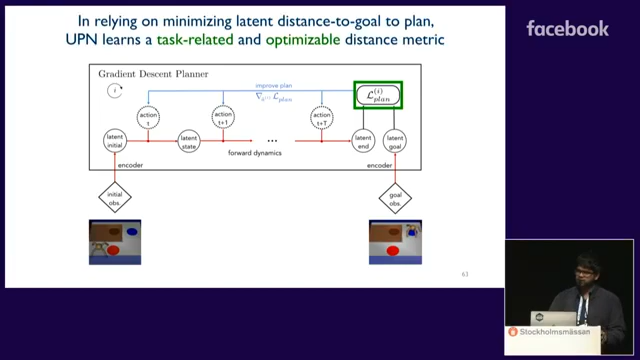 In relying on minimizing latent distance-to-goal to plan,
UPN learns a task-related and optimizable distance metric
facebook
Gradient Descent Planner
i
improve plan
action
t
action
t+1
action
t+T
latent
initial
latent
state
...
forward dynamics
latent
end
latent
goal
encoder
encoder
initial
obs.
goal
obs.
63
Stockholmsmässan